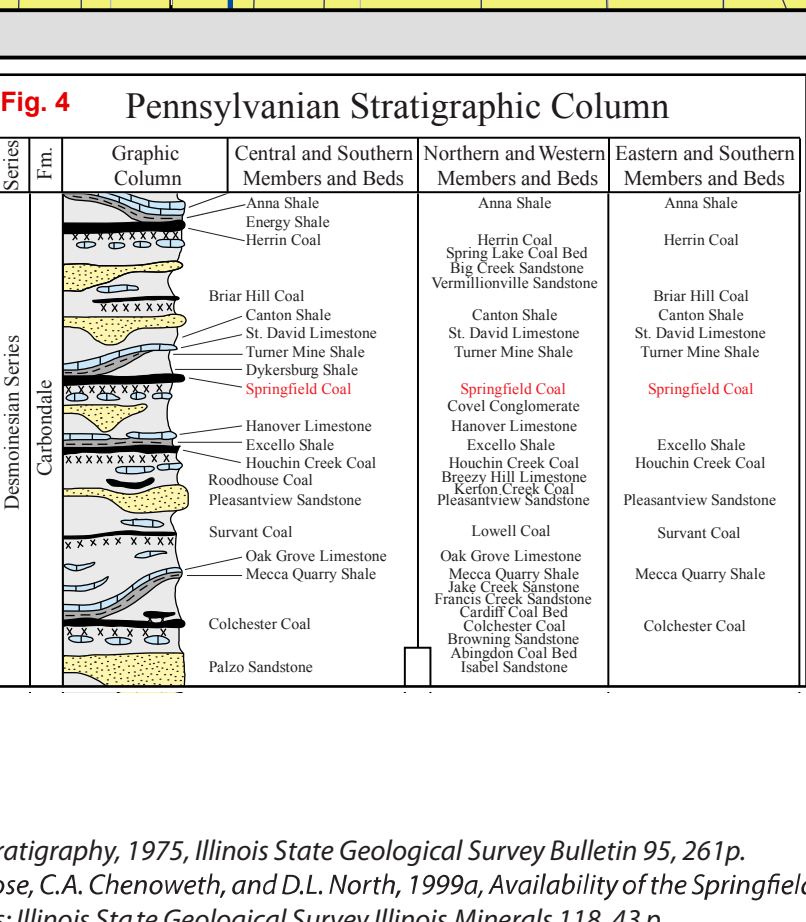 Fig. 4
Pennsylvanian Stratigraphic Column
Series
Fm.
Graphic
Column
Central and Southern
Members and Beds
Northern and Western
Members and Beds
Eastern and Southern
Members and Beds
Desmoinesian Series
Carbondale
Anna Shale
Energy Shale
Herrin Coal
Briar Hill Coal
Canton Shale
St. David Limestone
Turner Mine Shale
Dykersburg Shale
Springfield Coal
Hanover Limestone
Excello Shale
Houchin Creek Coal
Roodhouse Coal
Pleasantview Sandstone
Survant Coal
Oak Grove Limestone
Mecca Quarry Shale
Colchester Coal
Palzo Sandstone
Anna Shale
Herrin Coal
Spring Lake Coal Bed
Big Creek Sandstone
Vermillionville Sandstone
Canton Shale
St. David Limestone
Turner Mine Shale
Springfield Coal
Covel Conglomerate
Hanover Limestone
Excello Shale
Houchin Creek Coal
Breezy Hill Limestone
Kerton Creek Coal
Pleasantview Sandstone
Lowell Coal
Oak Grove Limestone
Mecca Quarry Shale
Jake Creek Sanstone
Francis Creek Sandstone
Cardiff Coal Bed
Colchester Coal
Browning Sandstone
Abingdon Coal Bed
Isabel Sandstone
Anna Shale
Herrin Coal
Briar Hill Coal
Canton Shale
St. David Limestone
Turner Mine Shale
Springfield Coal
Excello Shale
Houchin Creek Coal
Pleasantview Sandstone
Survant Coal
Mecca Quarry Shale
Colchester Coal
ratigraphy, 1975, Illinois State Geological Survey Bulletin 95, 261p.
ose, C.A. Chenoweth, and D.L. North, 1999a, Availability of the Springfiel
s: Illinois State Geological Survey Illinois Minerals 118, 43 p.